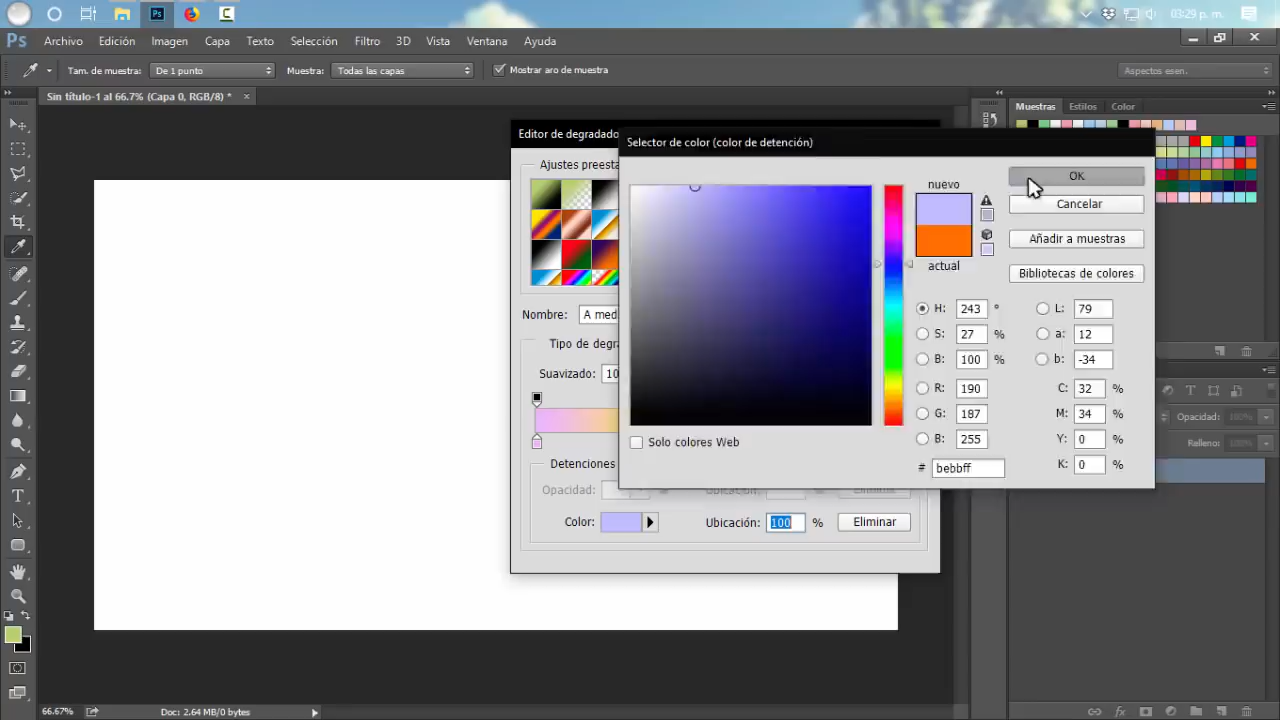 Ps
03:29 p. m.
Ps Archivo Edición Imagen Capa Texto Selección Filtro 3D Vista Ventana Ayuda
Tam. de muestra: De 1 punto Muestra: Todas las capas Mostrar aro de muestra Aspectos esen.
Sin título-1 al 66.7% (Capa 0, RGB/8) *
Muestras Estilos Color
Editor de degradado
Selector de color (color de detención)
Ajustes preesta
nuevo
actual
OK
Cancelar
Añadir a muestras
Bibliotecas de colores
Nombre: A med
Tipo de degra
Suavizado: 10
H: 243 °
S: 27 %
B: 100 %
R: 190
G: 187
B: 255
# bebbff
L: 79
a: 12
b: -34
C: 32 %
M: 34 %
Y: 0 %
K: 0 %
Solo colores Web
Detenciones
Opacidad:
Color: Ubicación: 100 % Eliminar
Opacidad: 100%
Relleno:
66.67% Doc: 2.64 MB/0 bytes